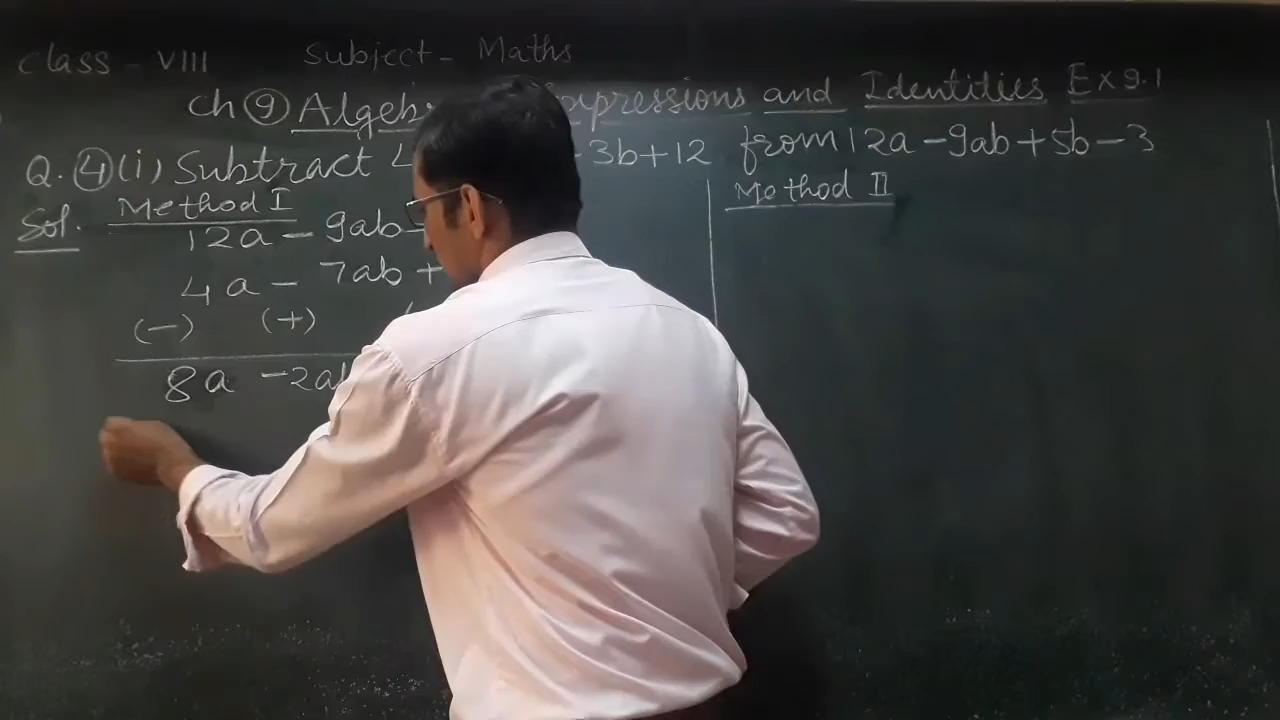 Class - VIII Subject - Maths
Ch 9 Algeb xpressions and Identities Ex 9.1
Q. 4 (i) Subtract 4 - 3b + 12 from 12a - 9ab + 5b - 3
Sol. Method I Method II
12a - 9ab -
4a - 7ab +
(-) (+) (
8a -2ab